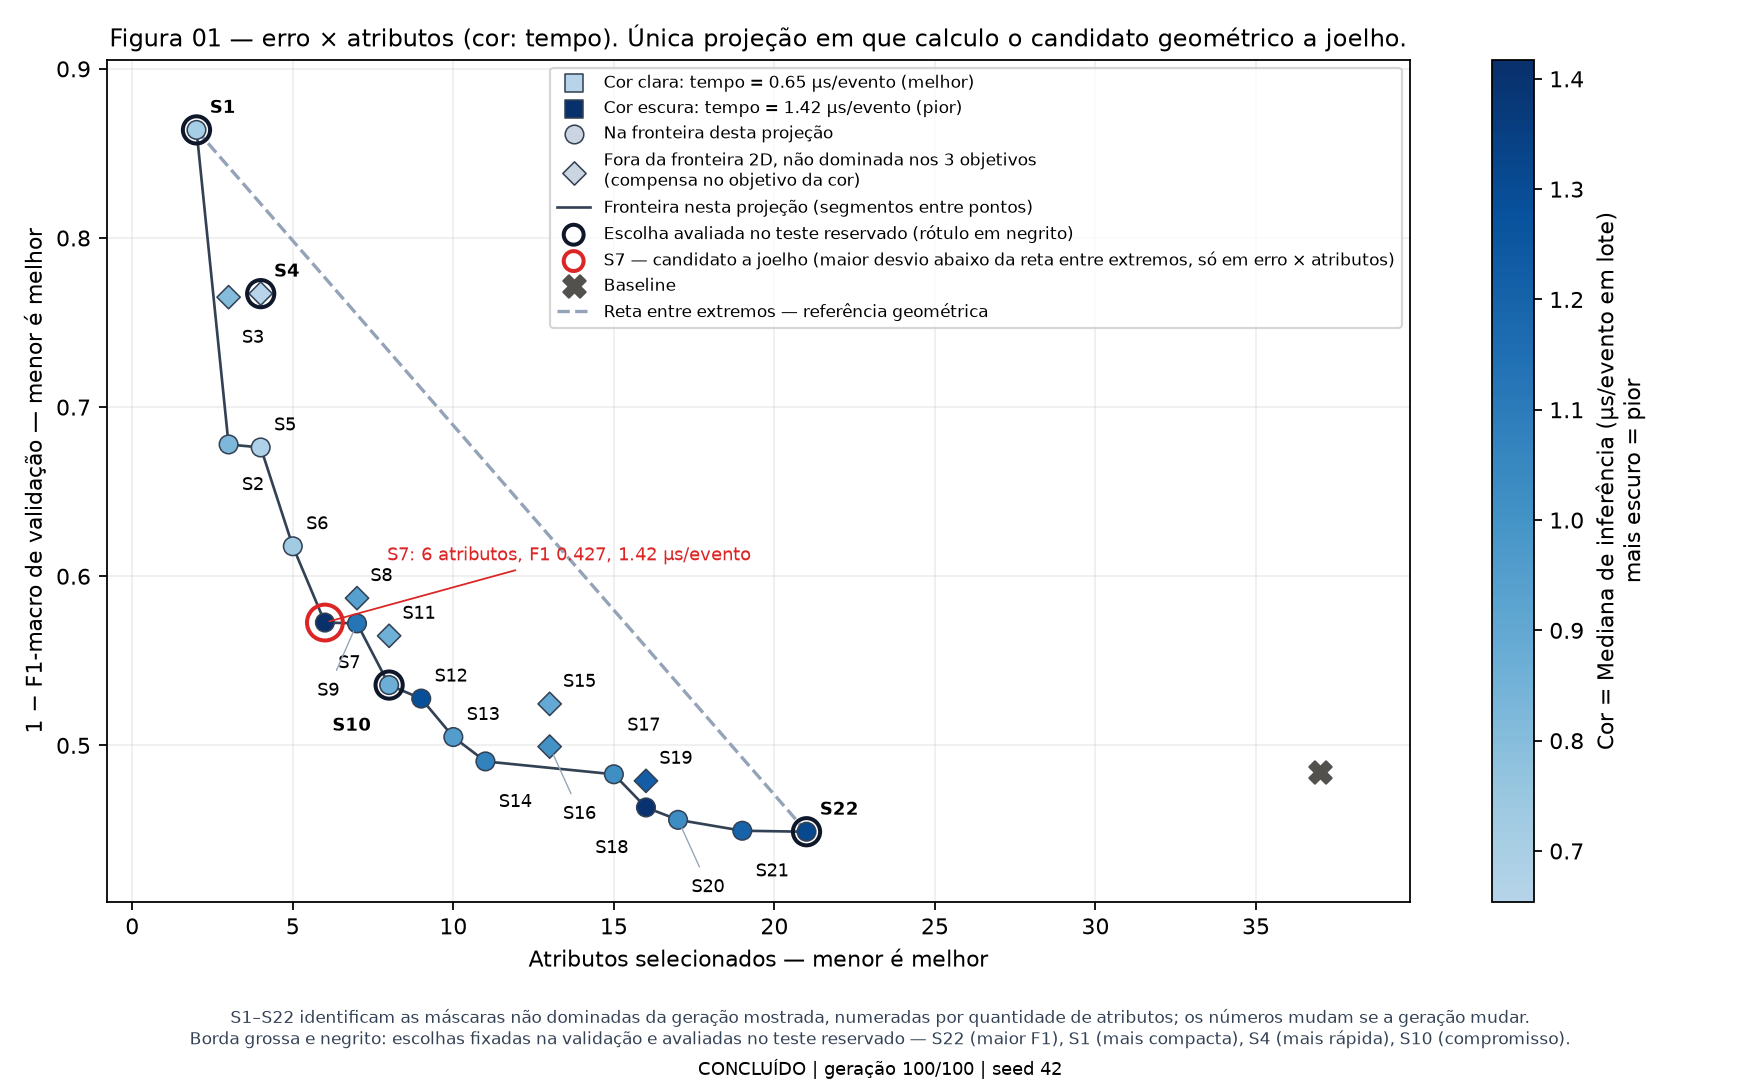 Figura 01 — erro × atributos (cor: tempo). Única projeção em que calculo o candidato geométrico a joelho.
Cor clara: tempo = 0.65 µs/evento (melhor)
Cor escura: tempo = 1.42 µs/evento (pior)
Na fronteira desta projeção
Fora da fronteira 2D, não dominada nos 3 objetivos
(compensa no objetivo da cor)
Fronteira nesta projeção (segmentos entre pontos)
Escolha avaliada no teste reservado (rótulo em negrito)
S7 — candidato a joelho (maior desvio abaixo da reta entre extremos, só em erro × atributos)
Baseline
Reta entre extremos — referência geométrica
1 − F1-macro de validação — menor é melhor
0.9
0.8
0.7
0.6
0.5
S1
S4
S3
S5
S2
S6
S7: 6 atributos, F1 0.427, 1.42 µs/evento
S8
S11
S7
S9
S12
S10
S13
S15
S17
S19
S14
S16
S18
S22
S21
S20
0
5
10
15
20
25
30
35
Atributos selecionados — menor é melhor
1.4
1.3
1.2
1.1
1.0
0.9
0.8
0.7
Cor = Mediana de inferência (µs/evento em lote)
mais escuro = pior
S1–S22 identificam as máscaras não dominadas da geração mostrada, numeradas por quantidade de atributos; os números mudam se a geração mudar.
Borda grossa e negrito: escolhas fixadas na validação e avaliadas no teste reservado — S22 (maior F1), S1 (mais compacta), S4 (mais rápida), S10 (compromisso).
CONCLUÍDO | geração 100/100 | seed 42